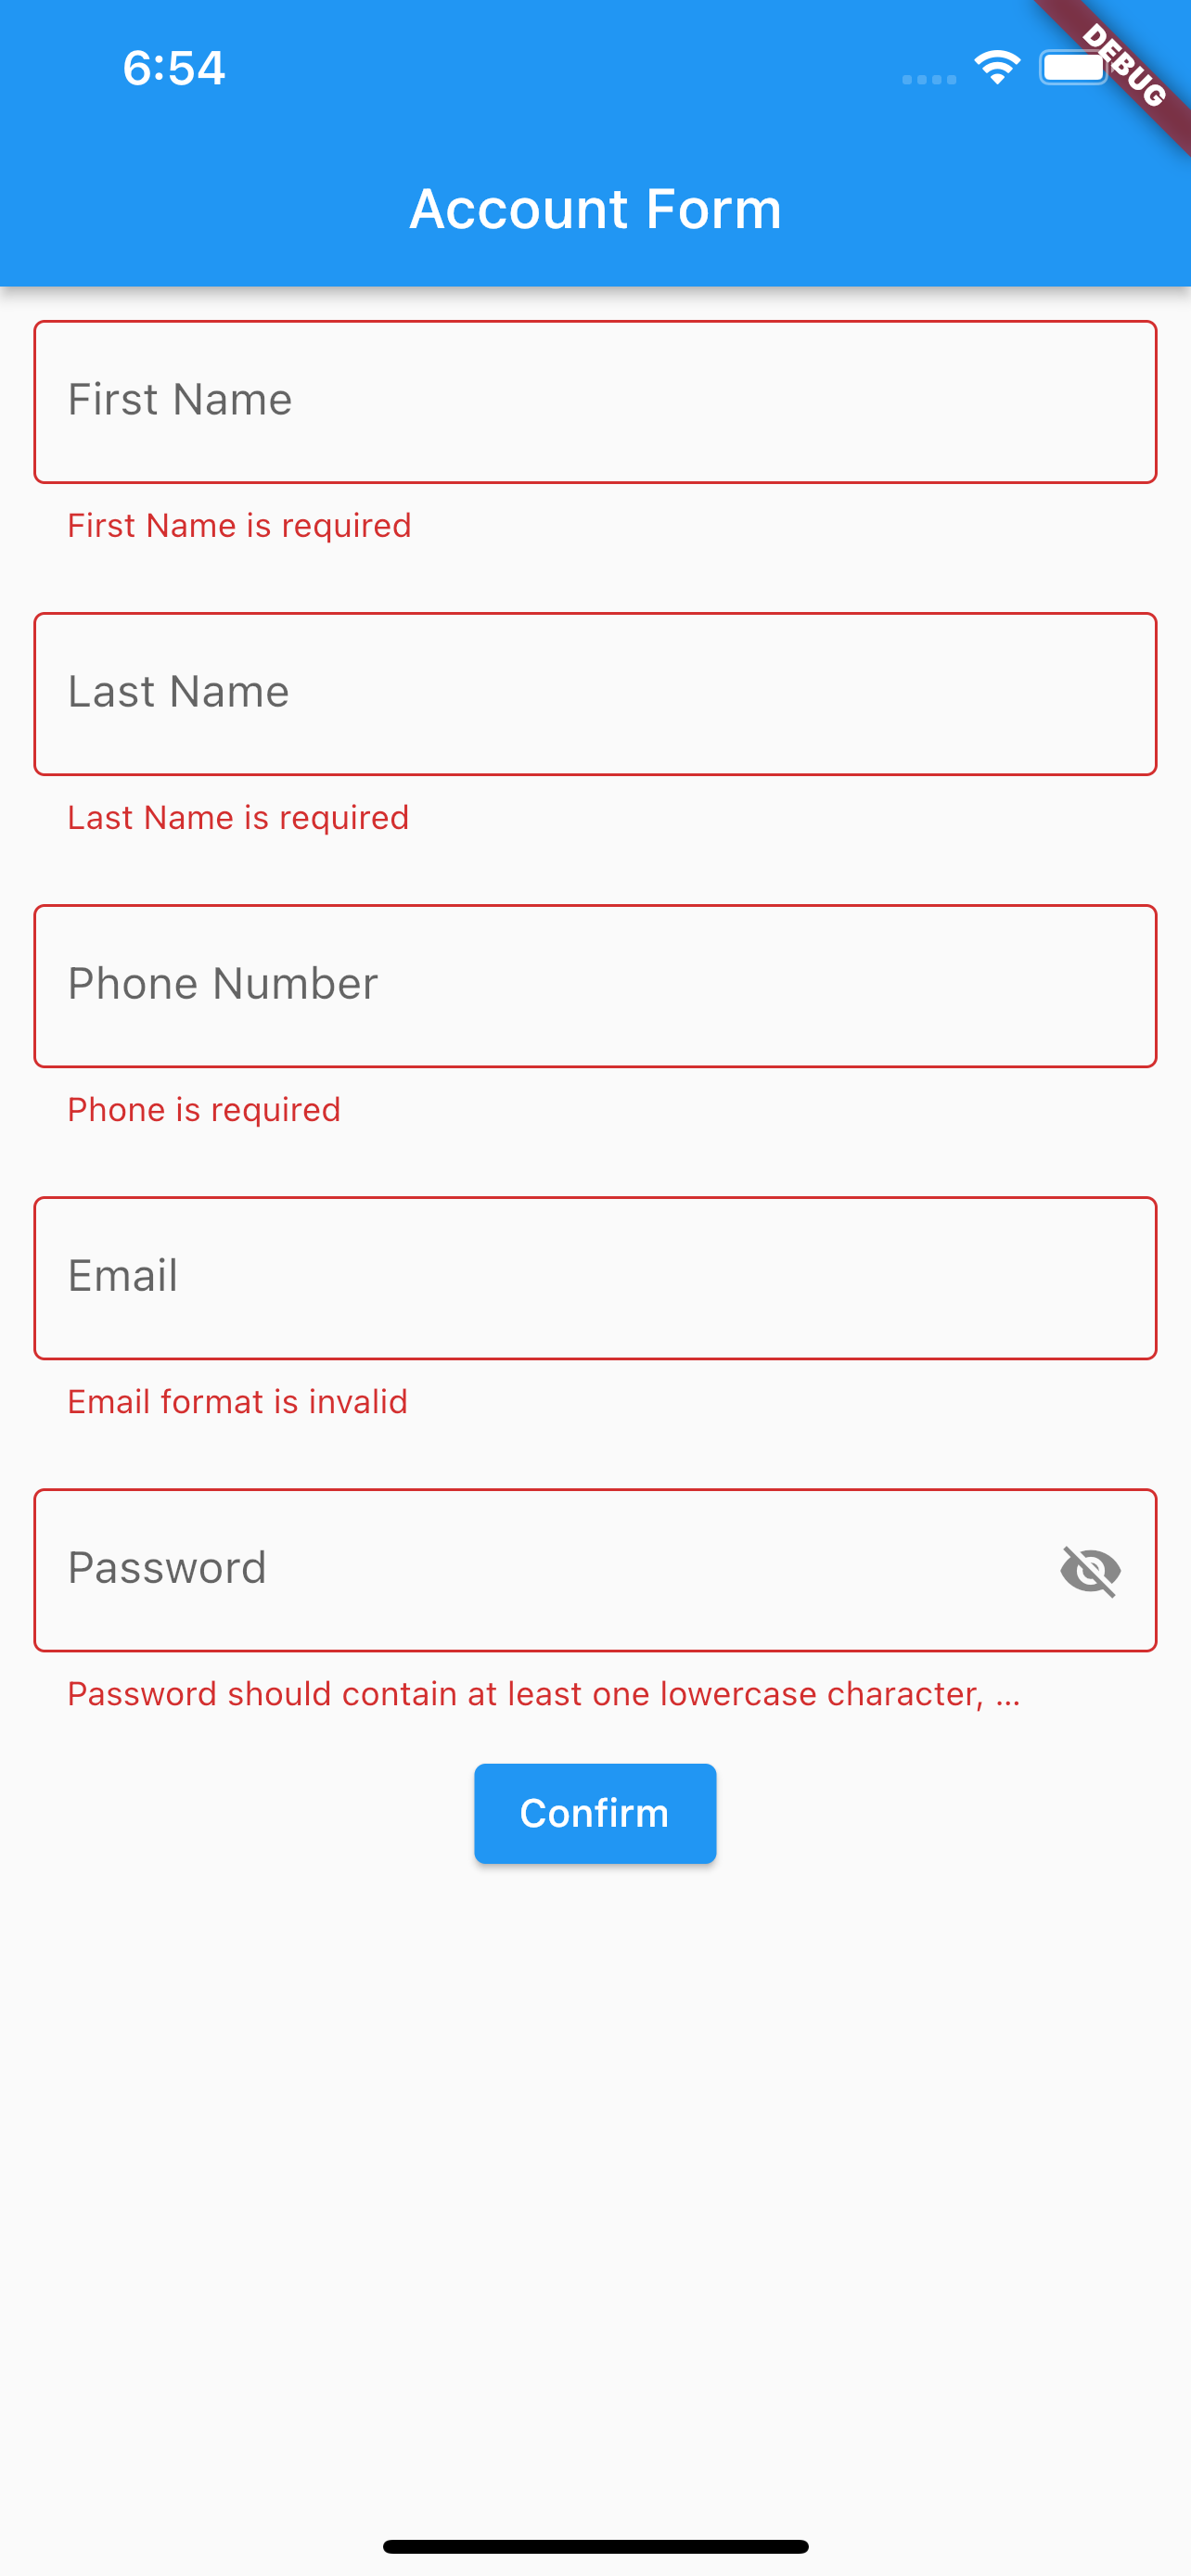 6:54
DEBUG
Account Form
First Name
First Name is required
Last Name
Last Name is required
Phone Number
Phone is required
Email
Email format is invalid
Password
Password should contain at least one lowercase character, ...
Confirm